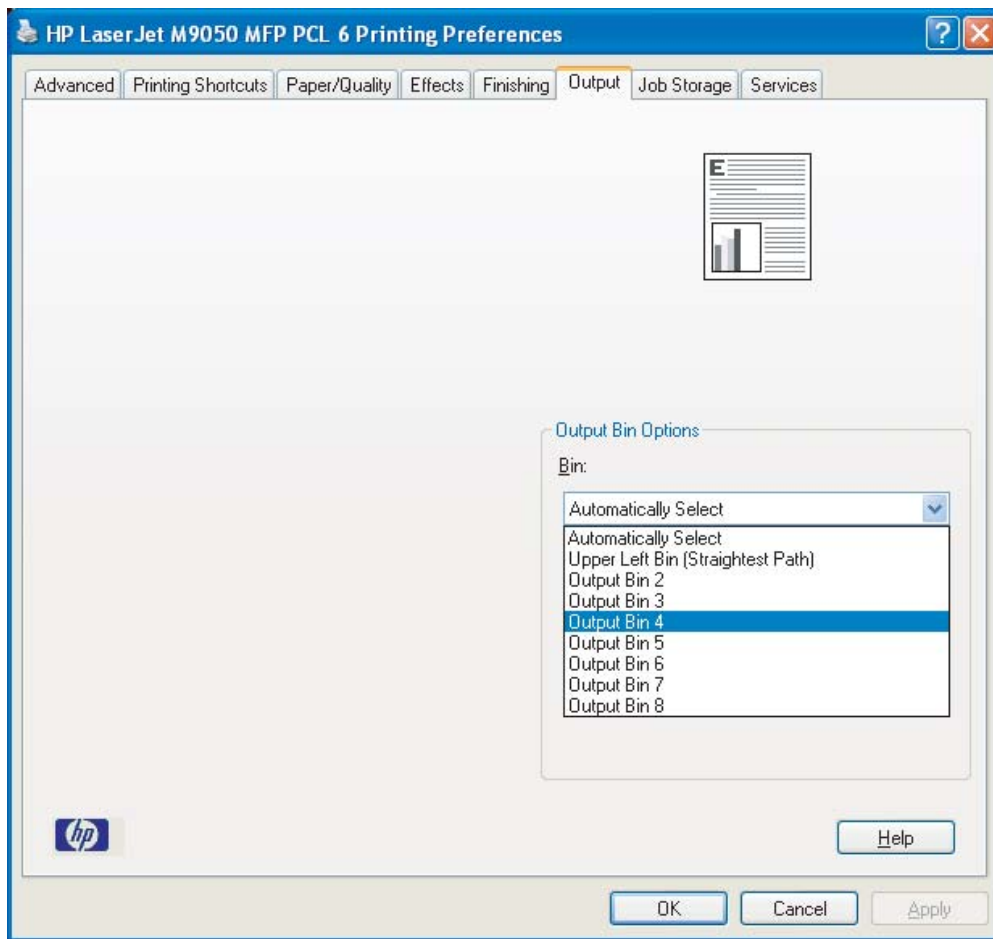 HP LaserJet M9050 MFP PCL 6 Printing Preferences
?
Advanced Printing Shortcuts Paper/Quality Effects Finishing Output Job Storage Services
E
Output Bin Options
Bin:
Automatically Select
Automatically Select
Upper Left Bin (Straightest Path)
Output Bin 2
Output Bin 3
Output Bin 4
Output Bin 5
Output Bin 6
Output Bin 7
Output Bin 8
hp
Help
OK Cancel Apply